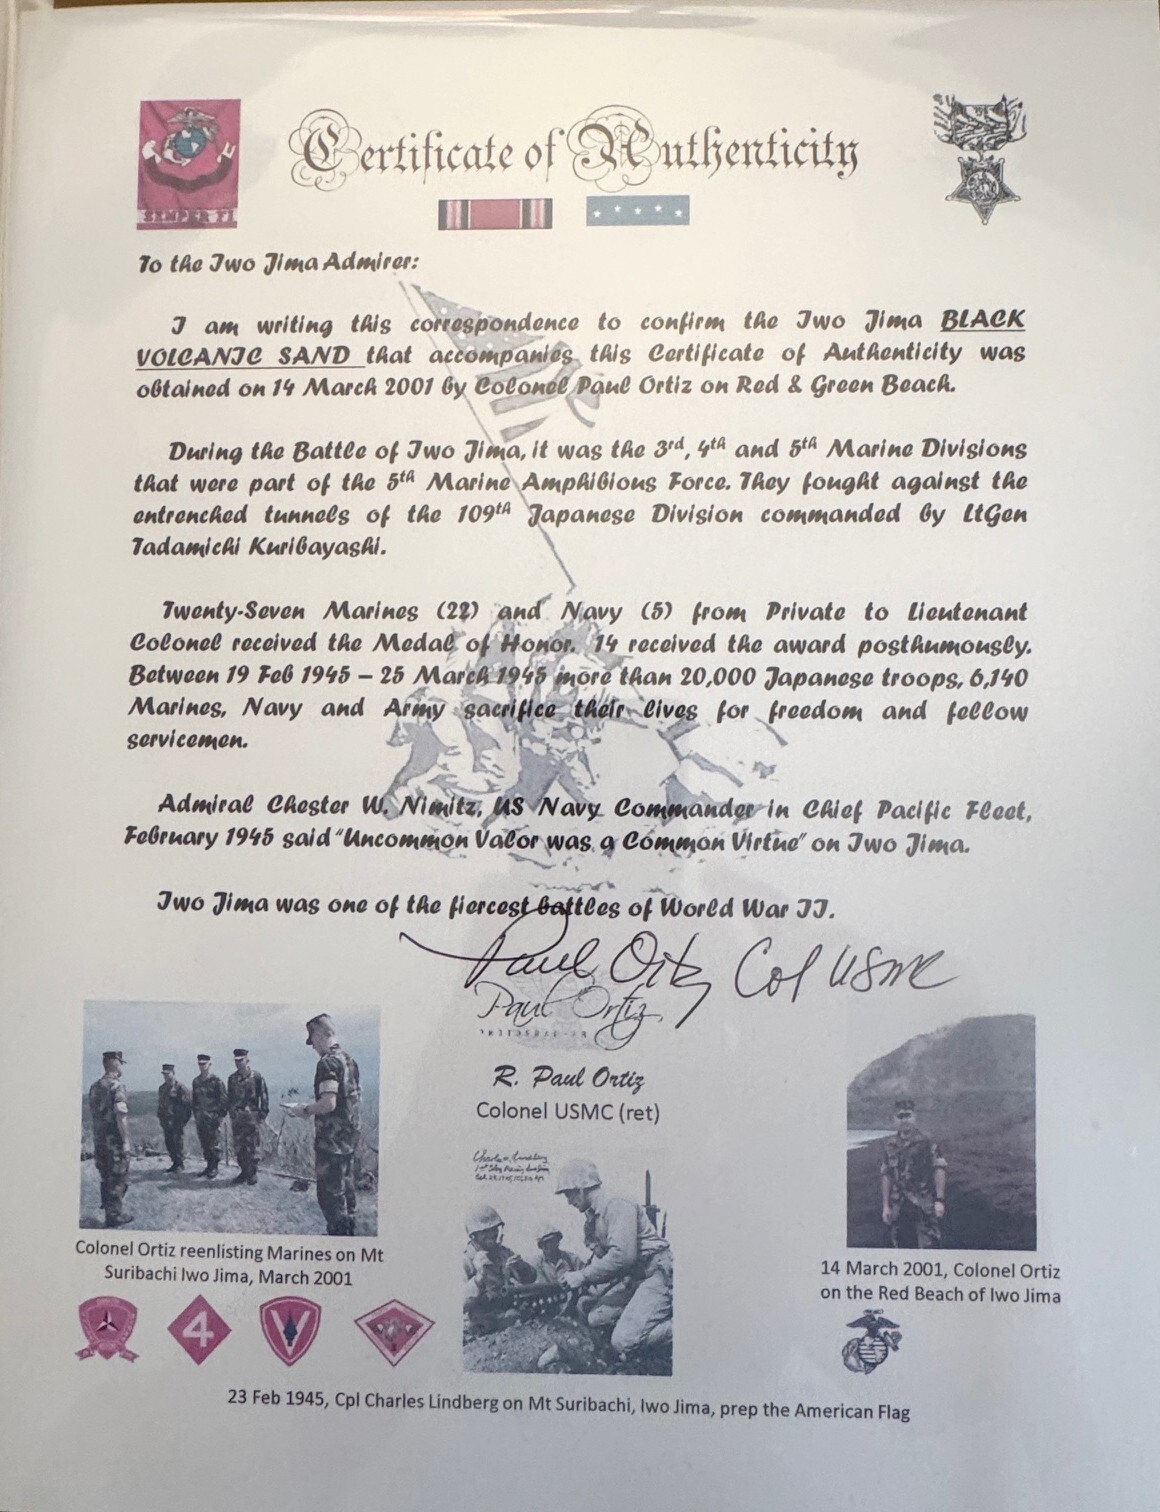 Certificate of Authenticity
SEMPER FI
To the Iwo Jima Admirer:
I am writing this correspondence to confirm the Iwo Jima BLACK
VOLCANIC SAND that accompanies this Certificate of Authenticity was
obtained on 14 March 2001 by Colonel Paul Ortiz on Red & Green Beach.
During the Battle of Iwo Jima, it was the 3rd, 4th and 5th Marine Divisions
that were part of the 5th Marine Amphibious Force. They fought against the
entrenched tunnels of the 109th Japanese Division commanded by LtGen
Tadamichi Kuribayashi.
Twenty-Seven Marines (22) and Navy (5) from Private to Lieutenant
Colonel received the Medal of Honor. 14 received the award posthumously.
Between 19 Feb 1945 – 25 March 1945 more than 20,000 Japanese troops, 6,140
Marines, Navy and Army sacrifice their lives for freedom and fellow
servicemen.
Admiral Chester W. Nimitz, US Navy Commander in Chief Pacific Fleet,
February 1945 said "Uncommon Valor was a Common Virtue" on Iwo Jima.
Iwo Jima was one of the fiercest battles of World War II.
Paul Ortiz Col USMC
Paul Ortiz
R. Paul Ortiz
Colonel USMC (ret)
Charles Lindberg
Colonel Ortiz reenlisting Marines on Mt
Suribachi Iwo Jima, March 2001
14 March 2001, Colonel Ortiz
on the Red Beach of Iwo Jima
4
V
23 Feb 1945, Cpl Charles Lindberg on Mt Suribachi, Iwo Jima, prep the American Flag